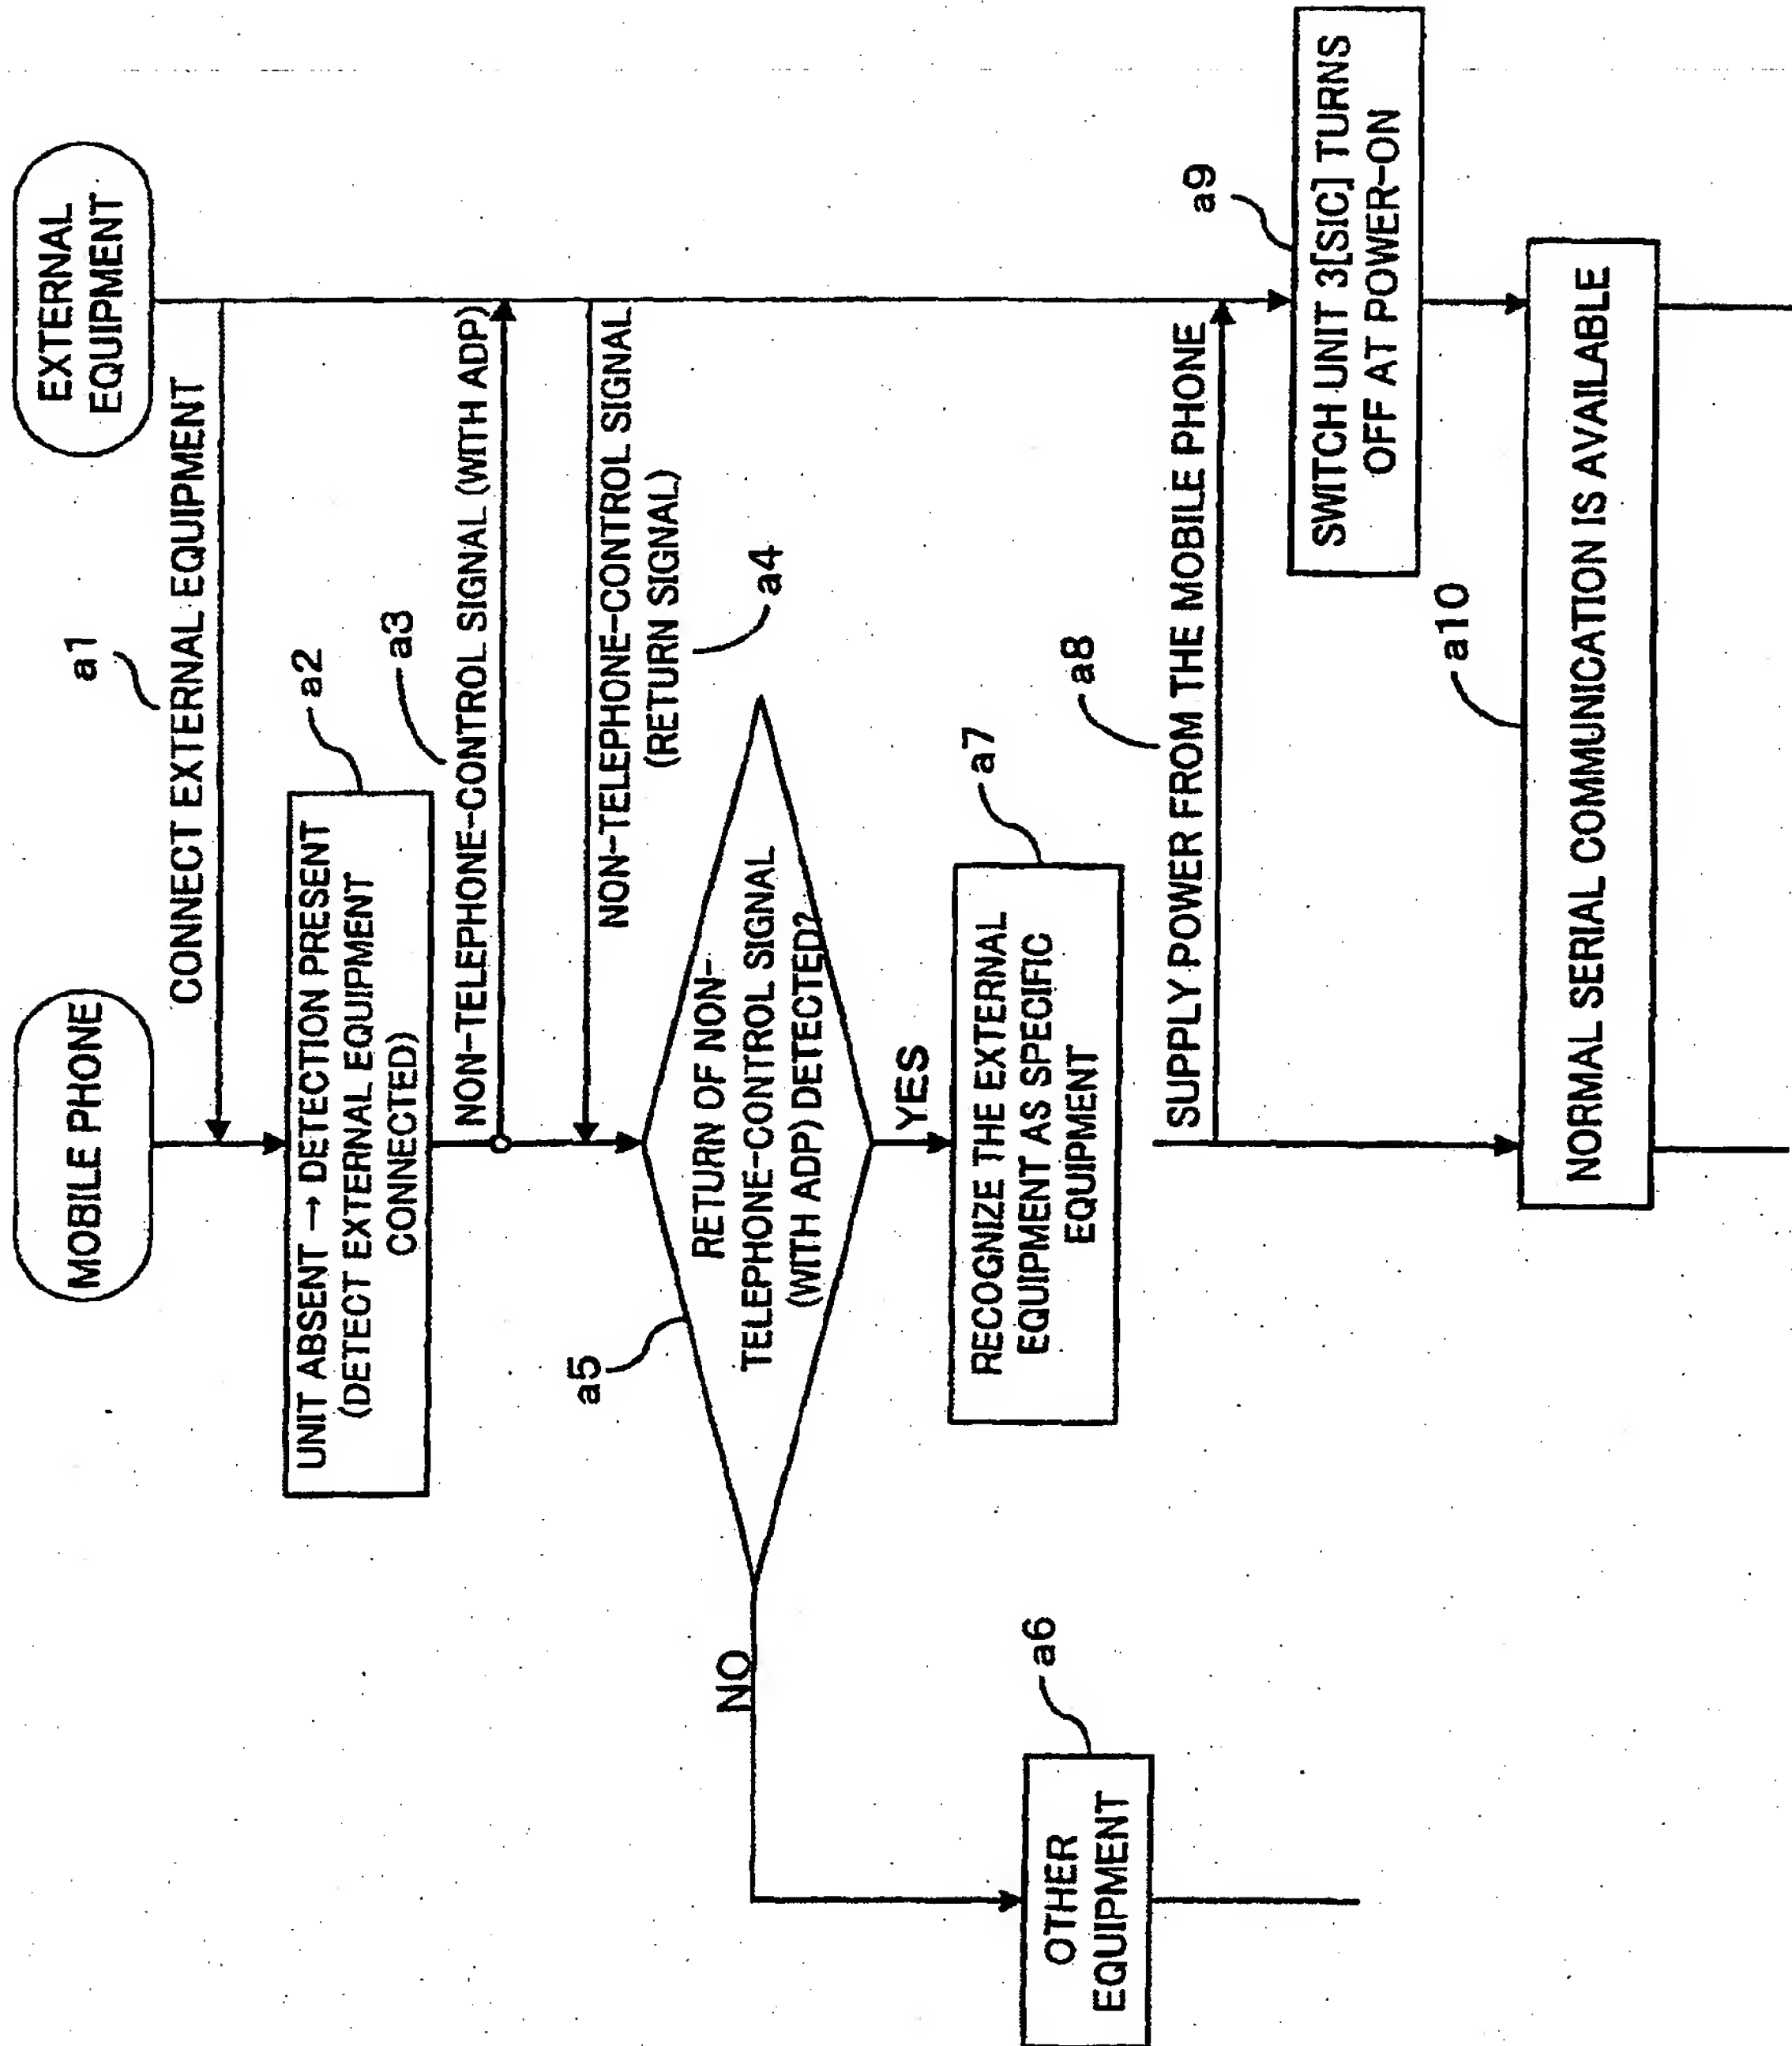 MOBILE PHONE
EXTERNAL
EQUIPMENT
a1
CONNECT EXTERNAL EQUIPMENT
a2
UNIT ABSENT → DETECTION PRESENT
(DETECT EXTERNAL EQUIPMENT
CONNECTED)
a3
NON-TELEPHONE-CONTROL SIGNAL (WITH ADP)
NON-TELEPHONE-CONTROL SIGNAL
(RETURN SIGNAL)
a4
a5
RETURN OF NON-
TELEPHONE-CONTROL SIGNAL
(WITH ADP) DETECTED?
NO
YES
a6
OTHER
EQUIPMENT
a7
RECOGNIZE THE EXTERNAL
EQUIPMENT AS SPECIFIC
EQUIPMENT
a8
SUPPLY POWER FROM THE MOBILE PHONE
a9
SWITCH UNIT 3[SIC] TURNS
OFF AT POWER-ON
a10
NORMAL SERIAL COMMUNICATION IS AVAILABLE